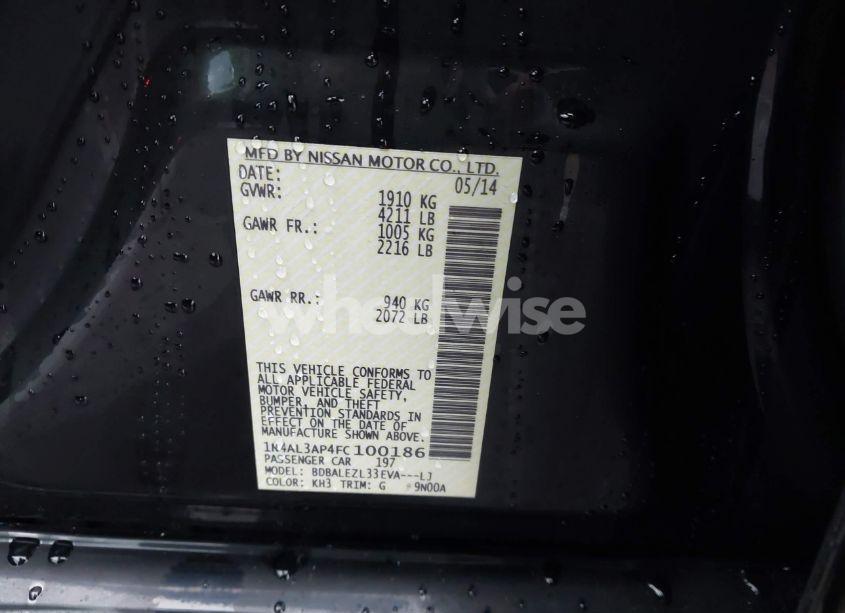 MFD BY NISSAN MOTOR CO., LTD.
DATE: 05/14
GVWR: 1910 KG
4211 LB
GAWR FR.: 1005 KG
2216 LB
GAWR RR.: 940 KG
2072 LB
wheelwise
THIS VEHICLE CONFORMS TO
ALL APPLICABLE FEDERAL
MOTOR VEHICLE SAFETY,
BUMPER, AND THEFT
PREVENTION STANDARDS IN
EFFECT ON THE DATE OF
MANUFACTURE SHOWN ABOVE.
1N4AL3AP4FC100186
PASSENGER CAR 197
MODEL: BDBALEZL33EVA---LJ
COLOR: KH3 TRIM: G 9N00A